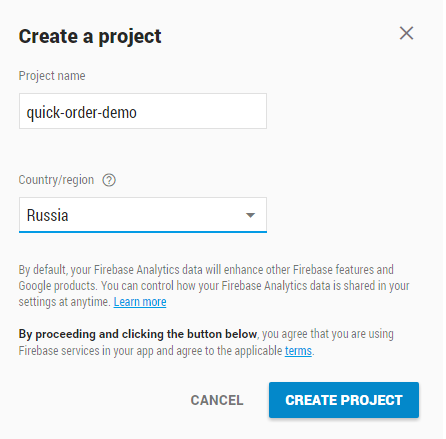 Create a project
Project name
quick-order-demo
Country/region
Russia
By default, your Firebase Analytics data will enhance other Firebase features and
Google products. You can control how your Firebase Analytics data is shared in your
settings at anytime. Learn more
By proceeding and clicking the button below, you agree that you are using
Firebase services in your app and agree to the applicable terms.
CANCEL
CREATE PROJECT